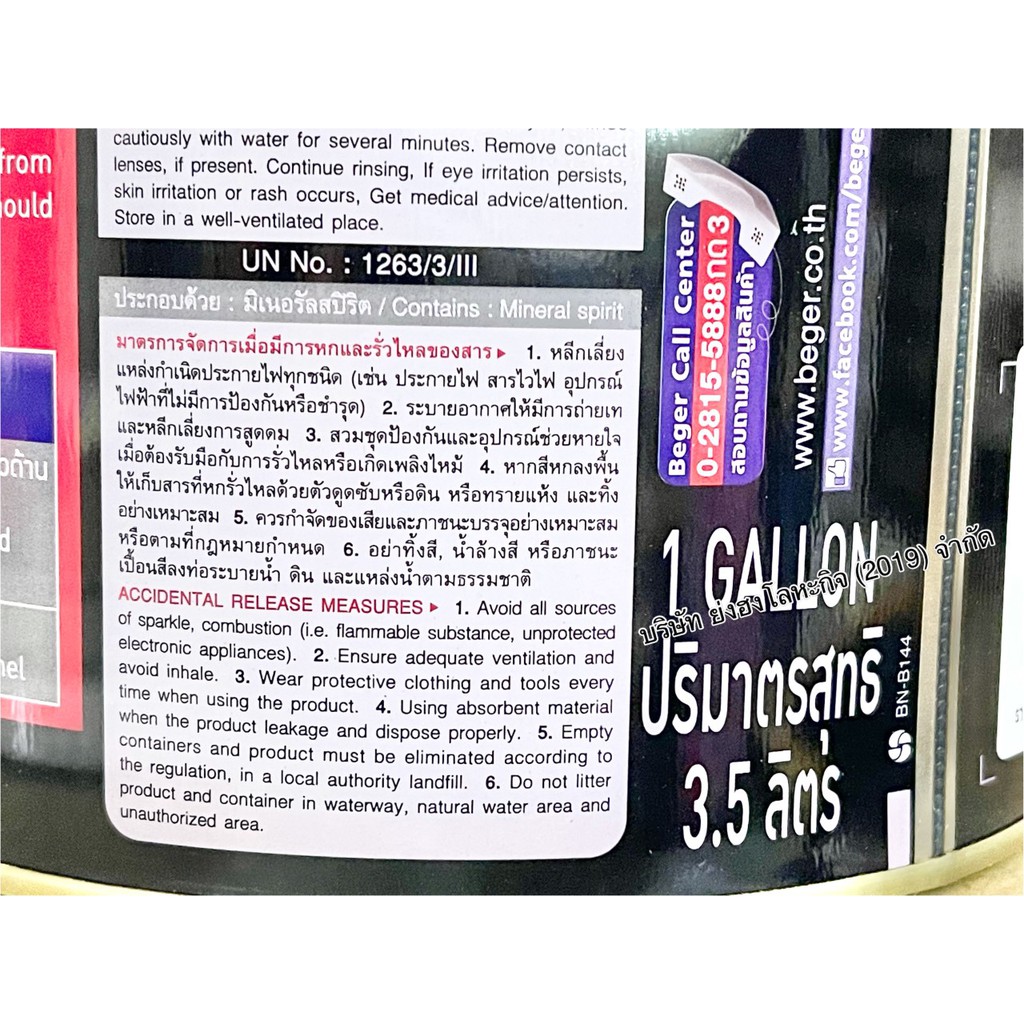 from
hould
cautiously with water for several minutes. Remove contact
lenses, if present. Continue rinsing, If eye irritation persists,
skin irritation or rash occurs, Get medical advice/attention.
Store in a well-ventilated place.
UN No. : 1263/3/III
ประกอบด้วย : มิเนอรัลสปิริต / Contains : Mineral spirit
มาตรการจัดการเมื่อมีการหกและรั่วไหลของสาร ▶ 1. หลีกเลี่ยง
แหล่งกำเนิดประกายไฟทุกชนิด (เช่น ประกายไฟ สารไวไฟ อุปกรณ์
ไฟฟ้าที่ไม่มีการป้องกันหรือชำรุด) 2. ระบายอากาศให้มีการถ่ายเท
และหลีกเลี่ยงการสูดดม 3. สวมชุดป้องกันและอุปกรณ์ช่วยหายใจ
เมื่อต้องรับมือกับการรั่วไหลหรือเกิดเพลิงไหม้ 4. หากสีหกลงพื้น
ให้เก็บสารที่หกรั่วไหลด้วยตัวดูดซับหรือดิน หรือทรายแห้ง และทิ้ง
อย่างเหมาะสม 5. ควรกำจัดของเสียและภาชนะบรรจุอย่างเหมาะสม
หรือตามที่กฎหมายกำหนด 6. อย่าทิ้งสี, น้ำล้างสี หรือภาชนะ
เปื้อนสีลงท่อระบายน้ำ ดิน และแหล่งน้ำตามธรรมชาติ
ACCIDENTAL RELEASE MEASURES ▶ 1. Avoid all sources
of sparkle, combustion (i.e. flammable substance, unprotected
electronic appliances). 2. Ensure adequate ventilation and
avoid inhale. 3. Wear protective clothing and tools every
time when using the product. 4. Using absorbent material
when the product leakage and dispose properly. 5. Empty
containers and product must be eliminated according to
the regulation, in a local authority landfill. 6. Do not litter
product and container in waterway, natural water area and
unauthorized area.
Beger Call Center
0-2815-5888กด3
สอบถามข้อมูลสินค้า
www.beger.co.th
www.facebook.com/bege
1 GALLON
ปริมาตรสุทธิ
3.5 ลิตร
BN-B144
บริษัท ย่งฮงโลหะกิจ (2019) จำกัด